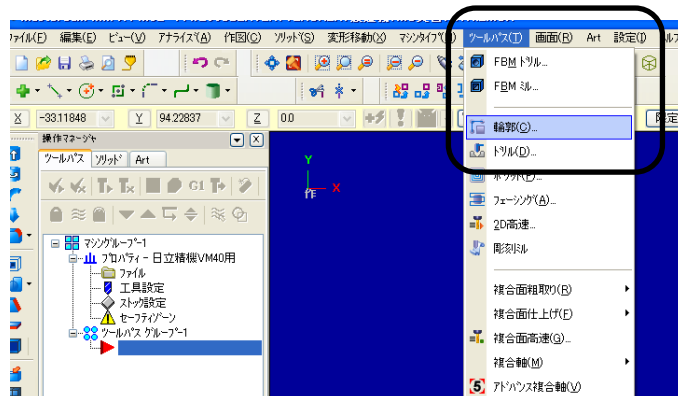 ファイル(F) 編集(E) ビュー(V) アナライズ(A) 作図(C) ソリッド(S) 変形移動(X) マシンタイプ(M) ツールパス(T) 画面(R) Art 設定(I)
X -33.11848 Y 94.22837 Z 0.0
操作マネージャ
ツールパス ソリッド Art
G1
マシングループ-1
プロパティ - 日立精機VM40用
ファイル
工具設定
ストック設定
セーフティゾーン
ツールパス グループ-1
Y
X
作
FBM ドリル...
FBM ミル...
輪郭(C)...
ドリル(D)...
ポケット(P)...
フェーシング(A)...
2D高速...
彫刻ミル
複合面粗取り(R)
複合面仕上げ(F)
複合面高速(G)...
複合軸(M)
アドバンス複合軸(V)